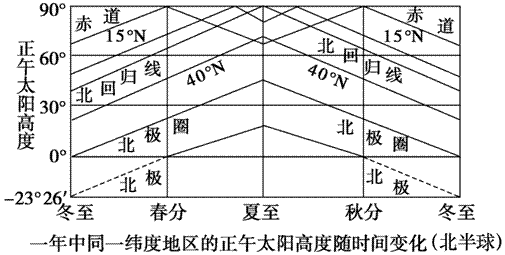 正午太阳高度
90°
60°
30°
0°
-23°26′
赤道
赤道
15°N
15°N
北回归线
北回归线
40°N
40°N
北极圈
北极圈
北极
北极
冬至 春分 夏至 秋分 冬至
一年中同一纬度地区的正午太阳高度随时间变化(北半球)